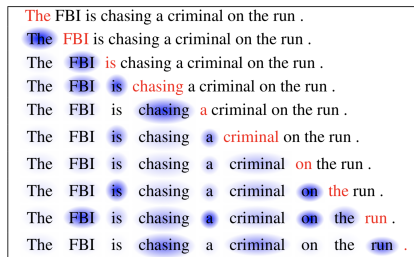 The FBI is chasing a criminal on the run .
The FBI is chasing a criminal on the run .
The FBI is chasing a criminal on the run .
The FBI is chasing a criminal on the run .
The FBI is chasing a criminal on the run .
The FBI is chasing a criminal on the run .
The FBI is chasing a criminal on the run .
The FBI is chasing a criminal on the run .
The FBI is chasing a criminal on the run .
The FBI is chasing a criminal on the run .